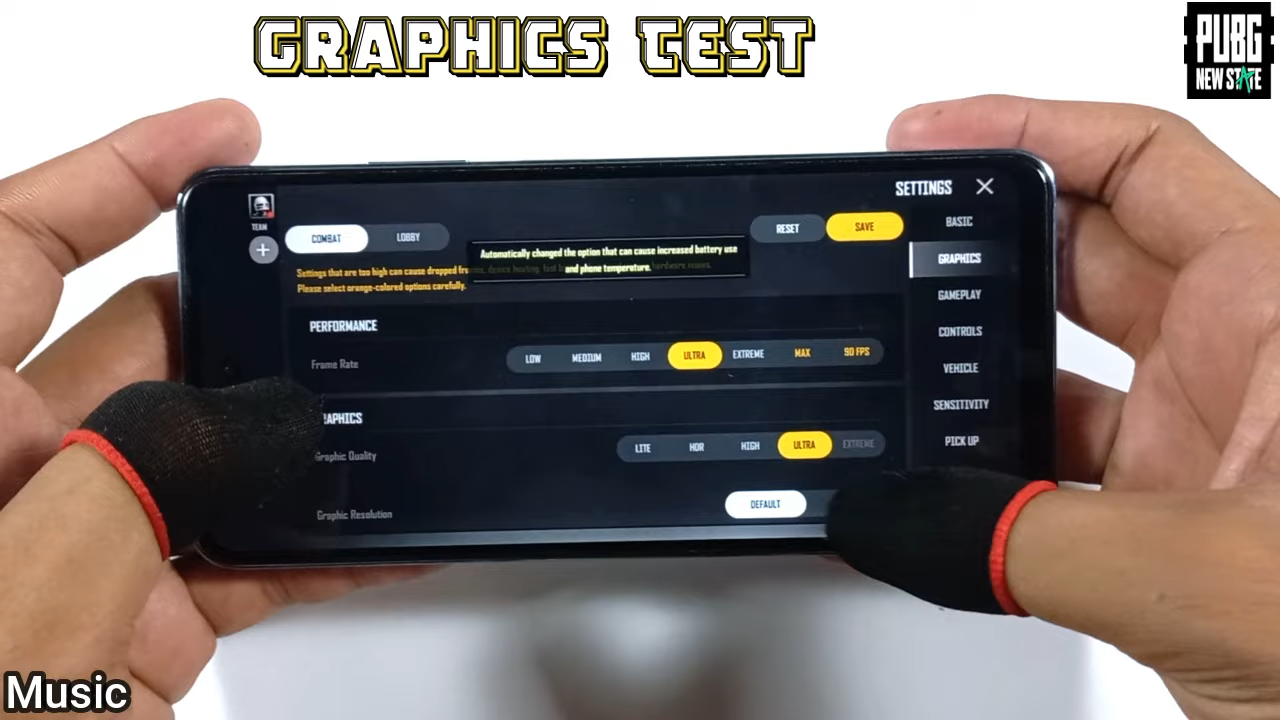 GRAPHICS TEST
PUBG
NEW STATE
SETTINGS
TEAM
COMBAT
LOBBY
RESET
SAVE
BASIC
Automatically changed the option that can cause increased battery use
and phone temperature.
Settings that are too high can cause dropped
Please select orange-colored options carefully.
GRAPHICS
GAMEPLAY
PERFORMANCE
Frame Rate
LOW
MEDIUM
HIGH
ULTRA
EXTREME
MAX
90 FPS
CONTROLS
VEHICLE
SENSITIVITY
RAPHICS
Graphic Quality
LITE
HDR
HIGH
ULTRA
EXTREME
PICK UP
Graphic Resolution
DEFAULT
Music